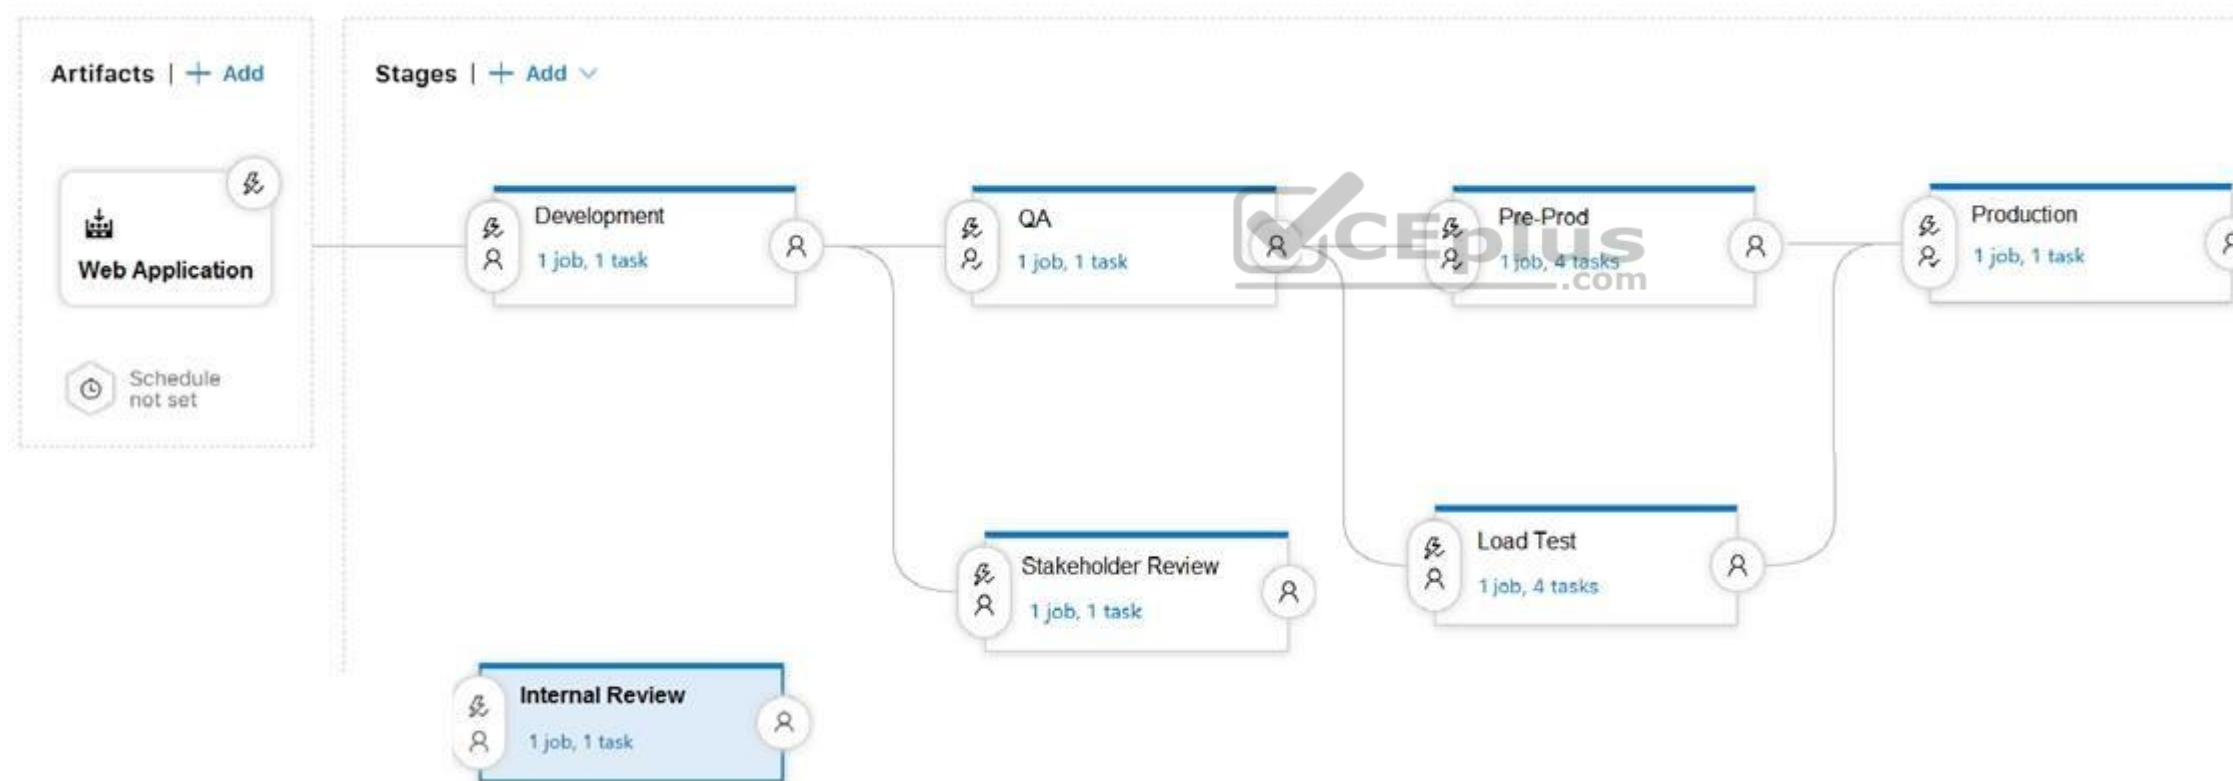 Artifacts | + Add
Stages | + Add
Web Application
Schedule
not set
Development
1 job, 1 task
QA
1 job, 1 task
Pre-Prod
1 job, 4 tasks
Production
1 job, 1 task
CEplus
.com
Stakeholder Review
1 job, 1 task
Load Test
1 job, 4 tasks
Internal Review
1 job, 1 task